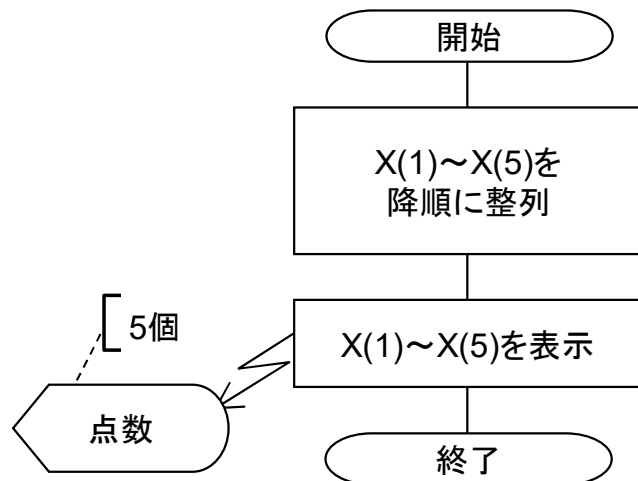 開始
X(1)～X(5)を
降順に整列
5個
X(1)～X(5)を表示
点数
終了